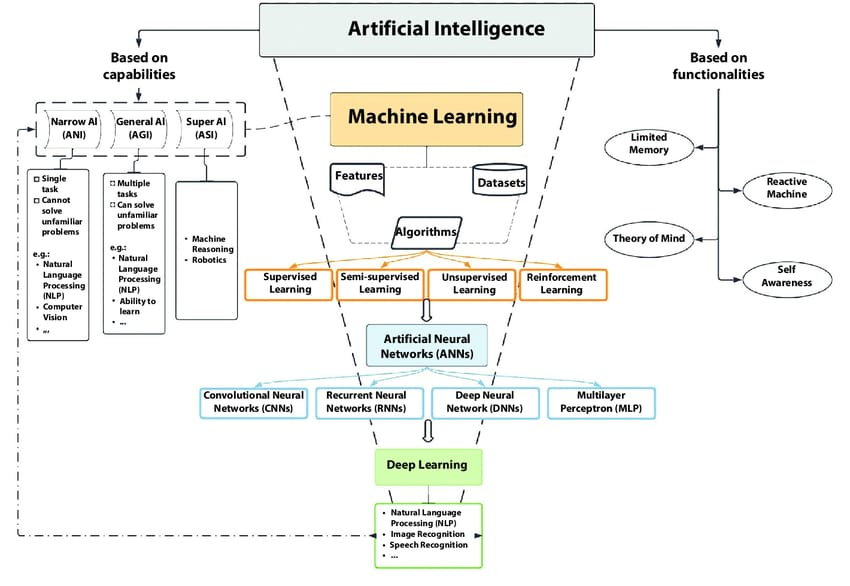 Artificial Intelligence
Based on
capabilities
Based on
functionalities
Narrow AI
(ANI)
General AI
(AGI)
Super AI
(ASI)
□ Single
task
□ Cannot
solve
unfamiliar
problems
e.g.:
• Natural
Language
Processing
(NLP)
• Computer
Vision
• ...
□ Multiple
tasks
□ Can solve
unfamiliar
problems
e.g.:
• Natural
Language
Processing
(NLP)
• Ability to
learn
• ...
• Machine
Reasoning
• Robotics
Machine Learning
Features
Datasets
Algorithms
Supervised
Learning
Semi-supervised
Learning
Unsupervised
Learning
Reinforcement
Learning
Artificial Neural
Networks (ANNs)
Convolutional Neural
Networks (CNNs)
Recurrent Neural
Networks (RNNs)
Deep Neural
Network (DNNs)
Multilayer
Perceptron (MLP)
Deep Learning
• Natural Language
Processing (NLP)
• Image Recognition
• Speech Recognition
• ...
Limited
Memory
Reactive
Machine
Theory of Mind
Self
Awareness